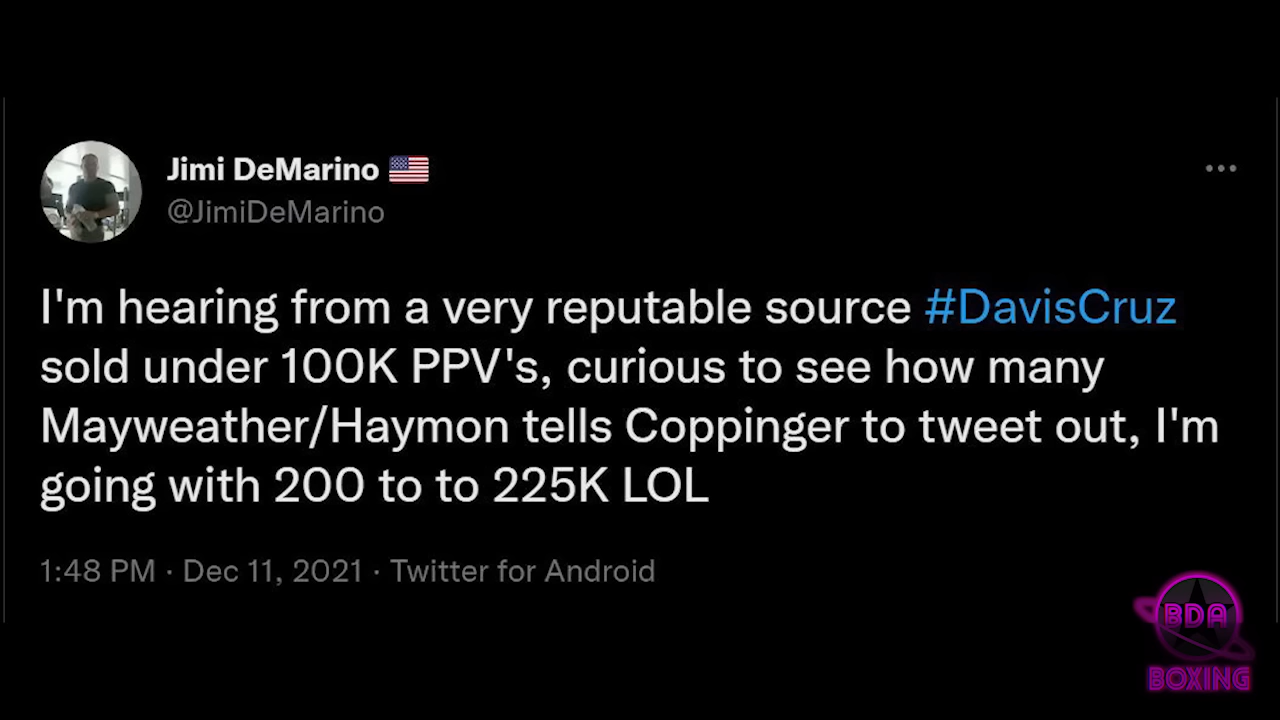 Jimi DeMarino 🇺🇸
@JimiDeMarino
I'm hearing from a very reputable source #DavisCruz
sold under 100K PPV's, curious to see how many
Mayweather/Haymon tells Coppinger to tweet out, I'm
going with 200 to to 225K LOL
1:48 PM · Dec 11, 2021 · Twitter for Android
BDA
BOXING